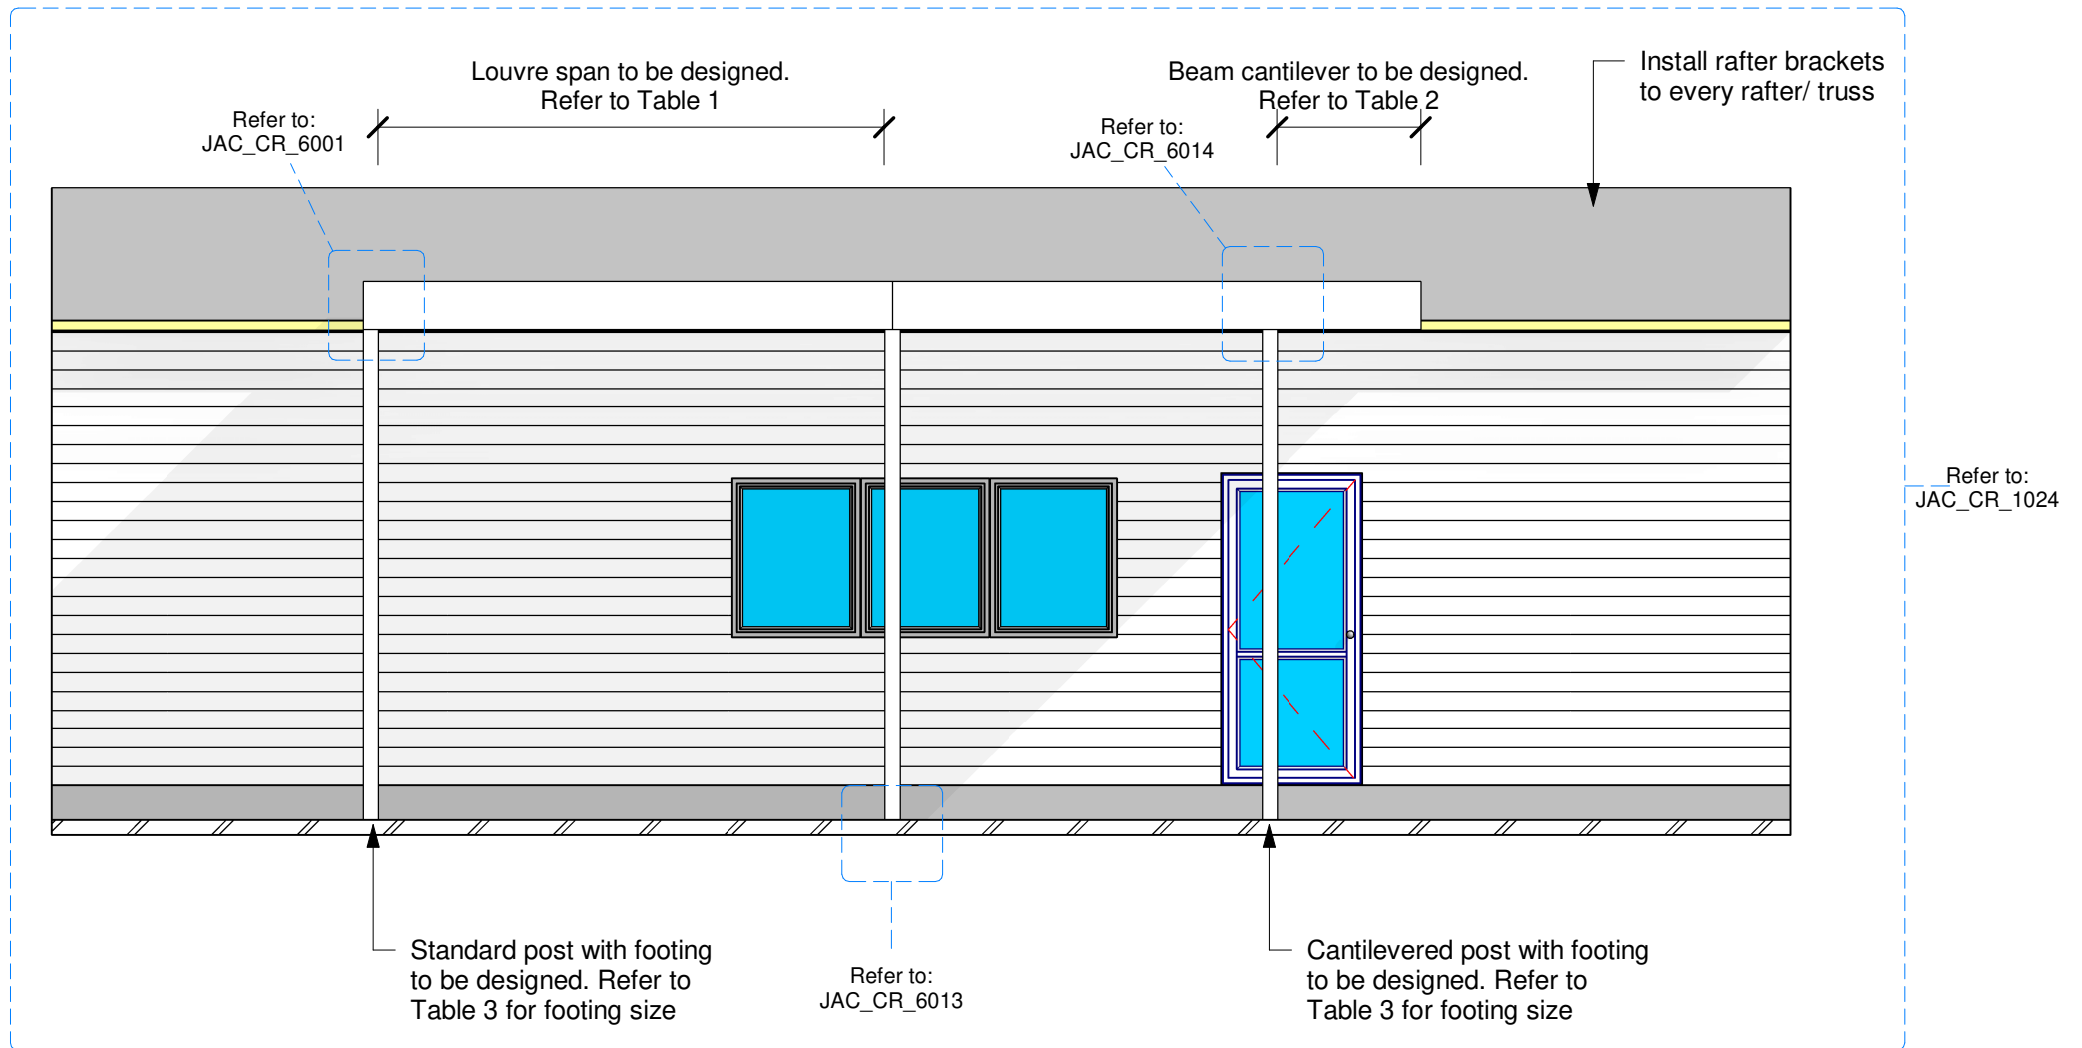 Louvre span to be designed.
Refer to Table 1
Beam cantilever to be designed.
Refer to Table 2
Install rafter brackets
to every rafter/ truss
Refer to:
JAC_CR_6001
Refer to:
JAC_CR_6014
Refer to:
JAC_CR_1024
Standard post with footing
to be designed. Refer to
Table 3 for footing size
Refer to:
JAC_CR_6013
Cantilevered post with footing
to be designed. Refer to
Table 3 for footing size